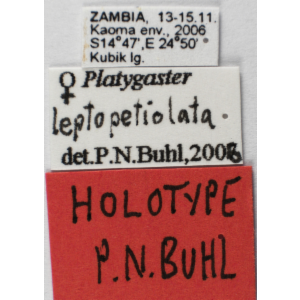 ZAMBIA, 13-15.11.
Kaoma env., 2006
S14°47',E 24°50'
Kubik lg.
♀ Platygaster
leptopetiolata.
det.P.N.Buhl,2008
HOLOTYPE
P.N.BUHL